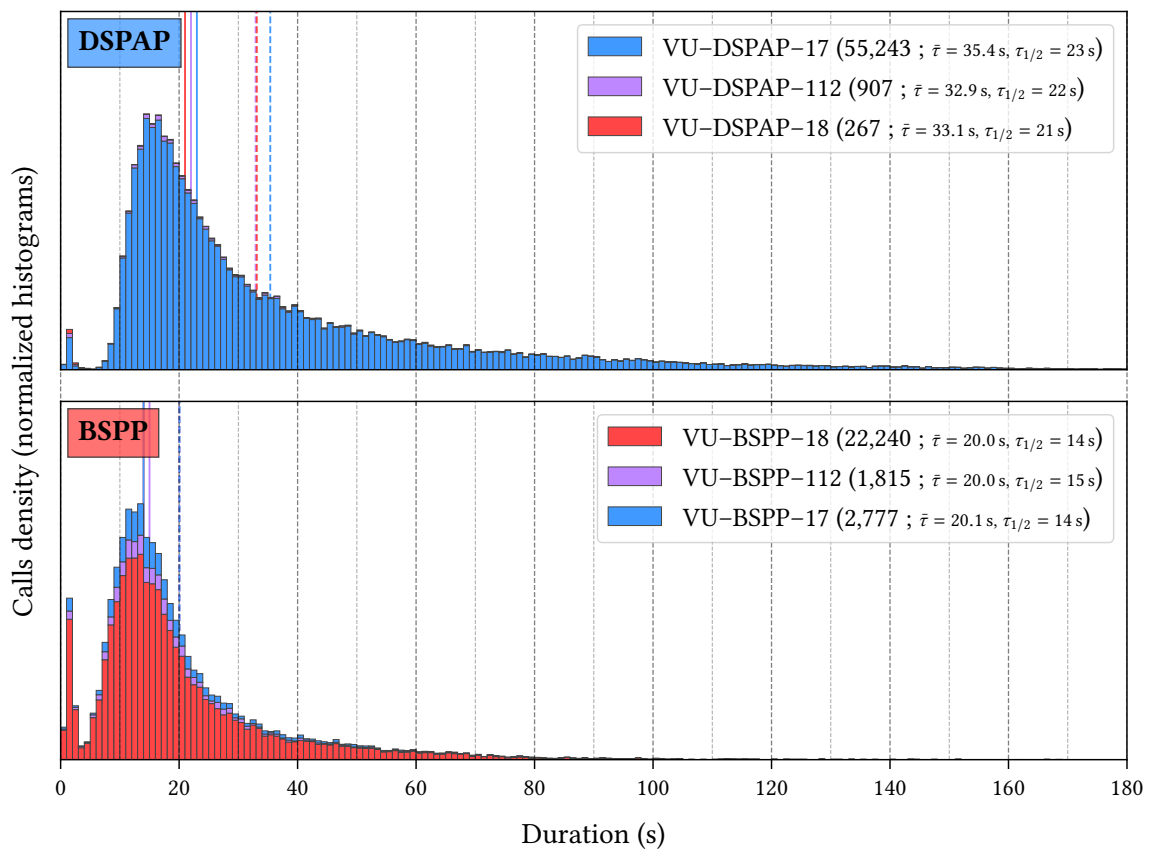 DSPAP
VU–DSPAP–17 (55,243 ; τ̄ = 35.4 s, τ1/2 = 23 s)
VU–DSPAP–112 (907 ; τ̄ = 32.9 s, τ1/2 = 22 s)
VU–DSPAP–18 (267 ; τ̄ = 33.1 s, τ1/2 = 21 s)
Calls density (normalized histograms)
BSPP
VU–BSPP–18 (22,240 ; τ̄ = 20.0 s, τ1/2 = 14 s)
VU–BSPP–112 (1,815 ; τ̄ = 20.0 s, τ1/2 = 15 s)
VU–BSPP–17 (2,777 ; τ̄ = 20.1 s, τ1/2 = 14 s)
0 20 40 60 80 100 120 140 160 180
Duration (s)